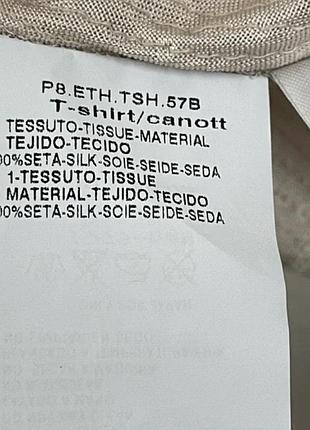 P8.ETH.TSH.57B
T-shirt/canott
TESSUTO-TISSUE-MATERIAL
TEJIDO-TECIDO
00%SETA-SILK-SOIE-SEIDE-SEDA
1-TESSUTO-TISSUE
MATERIAL-TEJIDO-TECIDO
00%SETA-SILK-SOIE-SEIDE-SEDA